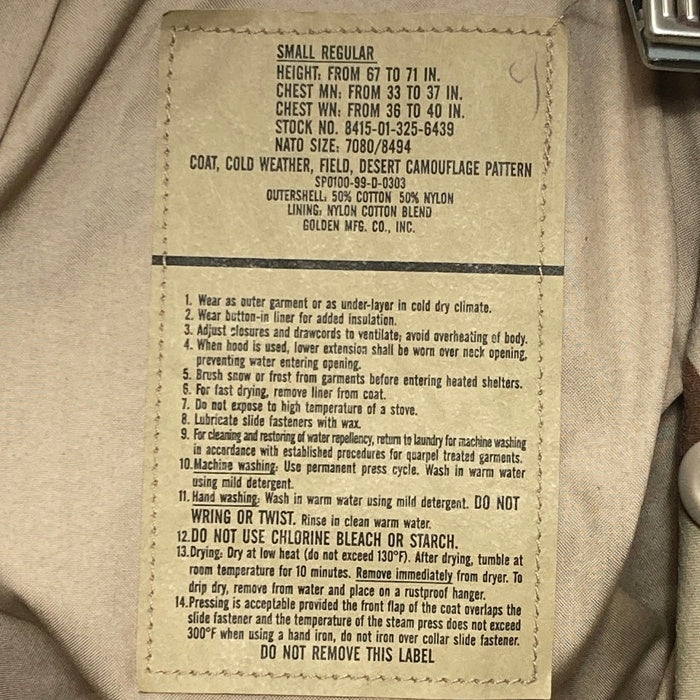 SMALL REGULAR
HEIGHT: FROM 67 TO 71 IN.
CHEST MN: FROM 33 TO 37 IN.
CHEST WN: FROM 36 TO 40 IN.
STOCK NO. 8415-01-325-6439
NATO SIZE: 7080/8494
COAT, COLD WEATHER, FIELD, DESERT CAMOUFLAGE PATTERN
SPO100-99-D-0303
OUTERSHELL: 50% COTTON 50% NYLON
LINING: NYLON COTTON BLEND
GOLDEN MFG. CO., INC.
1. Wear as outer garment or as under-layer in cold dry climate.
2. Wear button-in liner for added insulation.
3. Adjust closures and drawcords to ventilate; avoid overheating of body.
4. When hood is used, lower extension shall be worn over neck opening,
preventing water entering opening.
5. Brush snow or frost from garments before entering heated shelters.
6. For fast drying, remove liner from coat.
7. Do not expose to high temperature of a stove.
8. Lubricate slide fasteners with wax.
9. For cleaning and restoring of water repellency, return to laundry for machine washing
in accordance with established procedures for quarpel treated garments.
10. Machine washing: Use permanent press cycle. Wash in warm water
using mild detergent.
11. Hand washing: Wash in warm water using mild detergent. DO NOT
WRING OR TWIST. Rinse in clean warm water.
12. DO NOT USE CHLORINE BLEACH OR STARCH.
13. Drying: Dry at low heat (do not exceed 130°F). After drying, tumble at
room temperature for 10 minutes. Remove immediately from dryer. To
drip dry, remove from water and place on a rustproof hanger.
14. Pressing is acceptable provided the front flap of the coat overlaps the
slide fastener and the temperature of the steam press does not exceed
300°F when using a hand iron, do not iron over collar slide fastener.
DO NOT REMOVE THIS LABEL